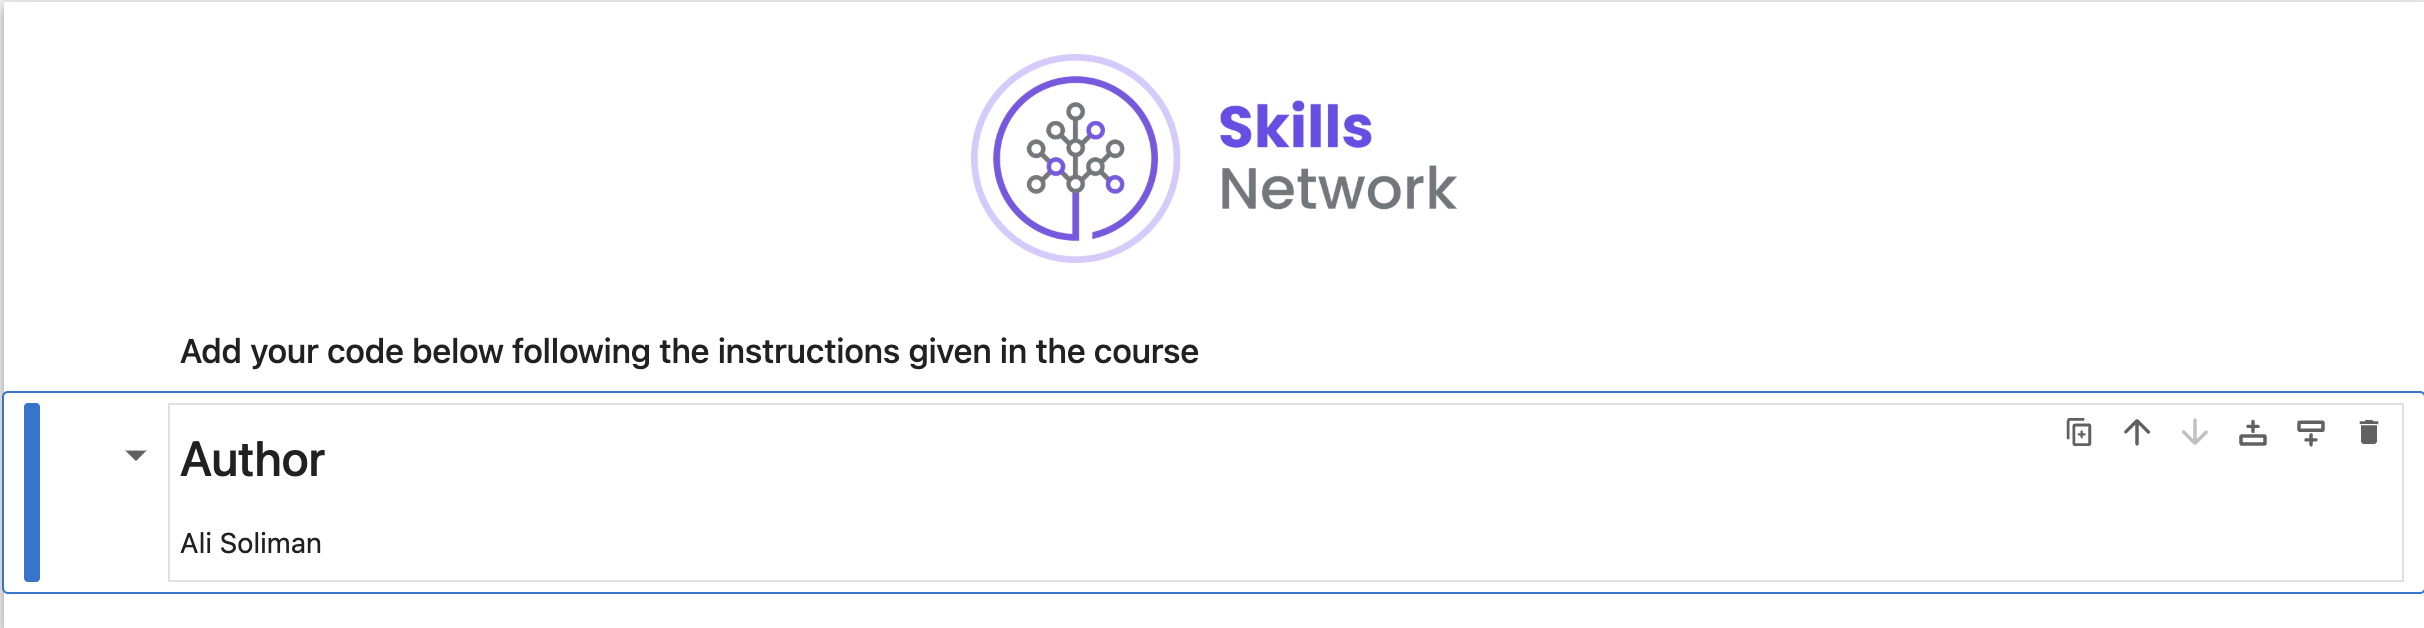 Skills
Network
Add your code below following the instructions given in the course
Author
Ali Soliman